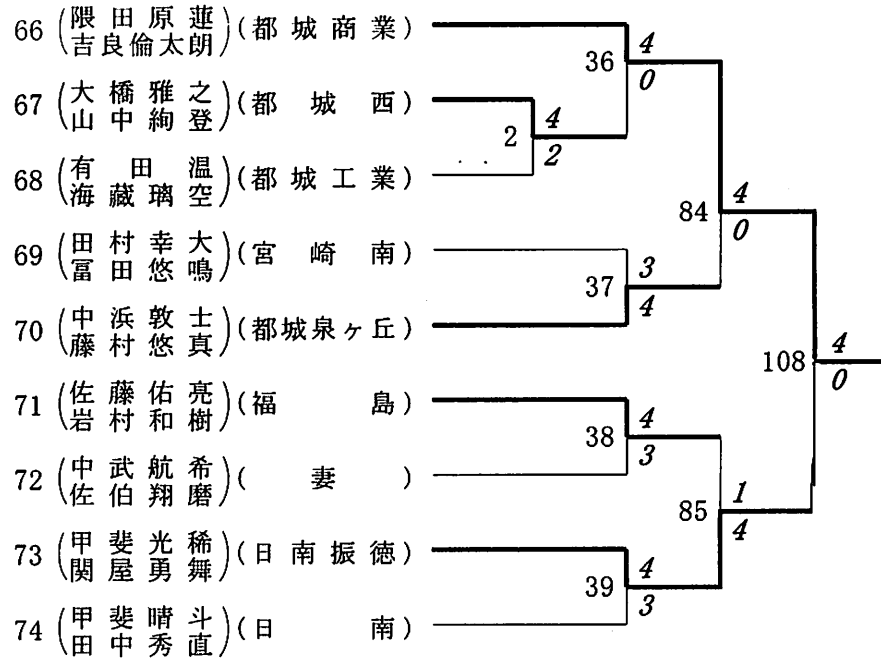 66 (隈田原蓮 吉良倫太朗) (都城商業)
67 (大橋雅之 山中絢登) (都城西)
68 (有田温 海藏璃空) (都城工業)
69 (田村幸大 冨田悠鳴) (宮崎南)
70 (中浜敦士 藤村悠真) (都城泉ヶ丘)
71 (佐藤佑亮 岩村和樹) (福島)
72 (中武航希 佐伯翔磨) (妻)
73 (甲斐光稀 関屋勇舞) (日南振徳)
74 (甲斐晴斗 田中秀直) (日南)
2 4 2
36 4 0
37 3 4
38 4 3
39 4 3
84 4 0
85 1 4
108 4 0